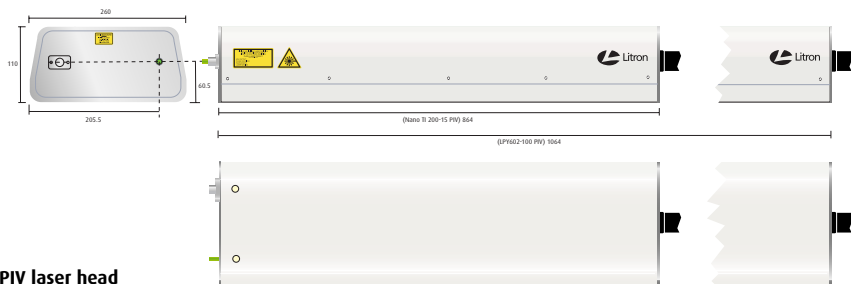 260
110
60.5
205.5
Litron
Litron
(Nano TI 200-15 PIV) 864
(LPY602-100 PIV) 1064
PIV laser head